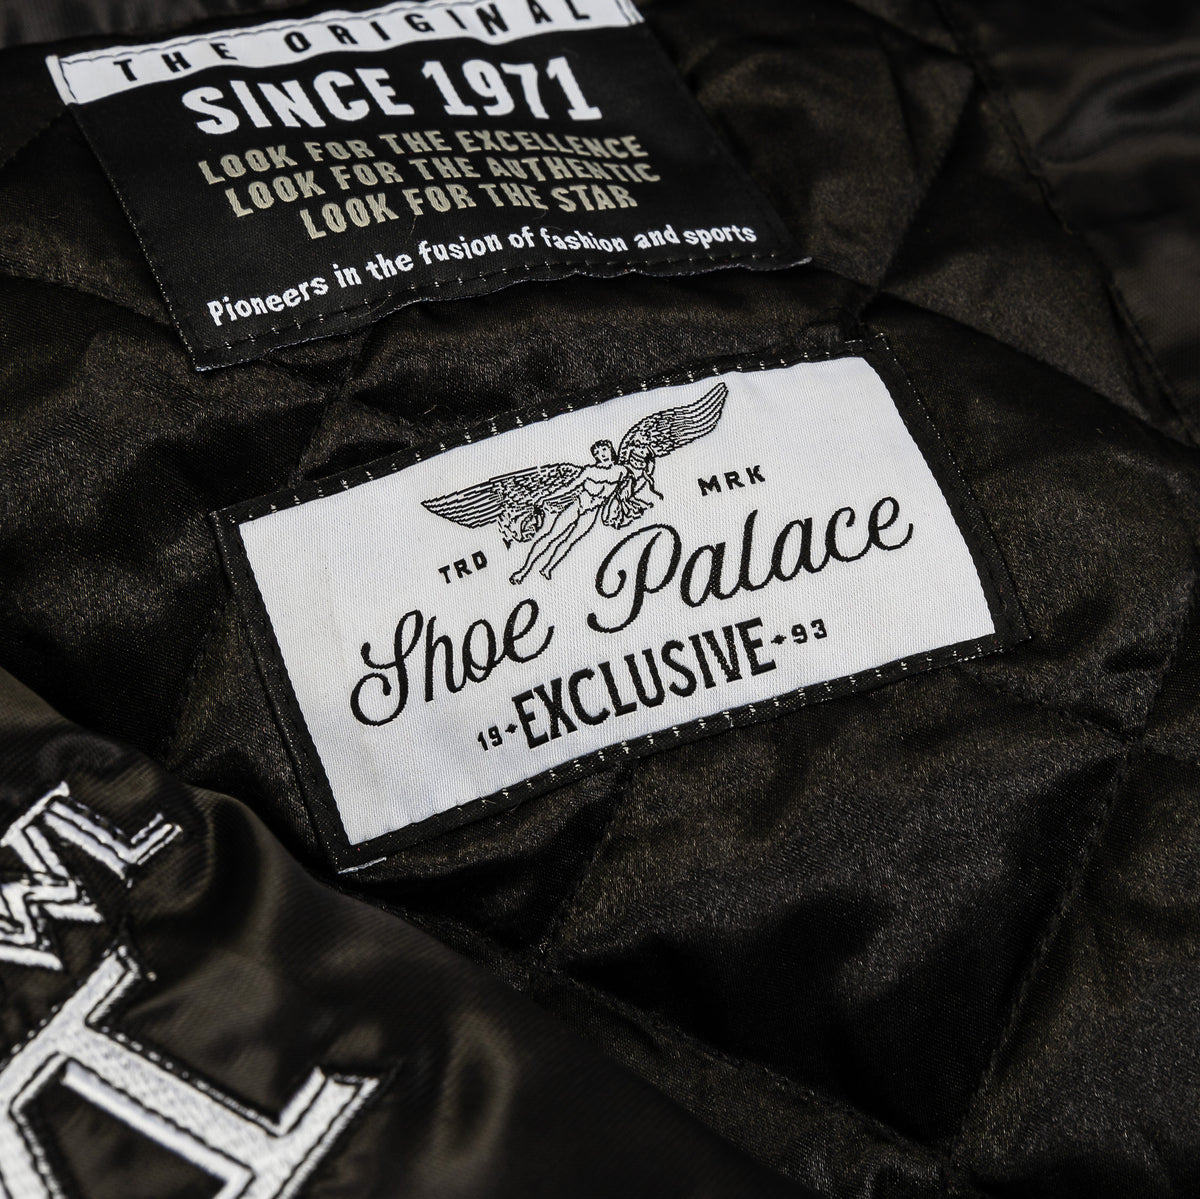 THE ORIGINAL
SINCE 1971
LOOK FOR THE EXCELLENCE
LOOK FOR THE AUTHENTIC
LOOK FOR THE STAR
Pioneers in the fusion of fashion and sports
TRD MRK
Shoe Palace
19+EXCLUSIVE+93
WL